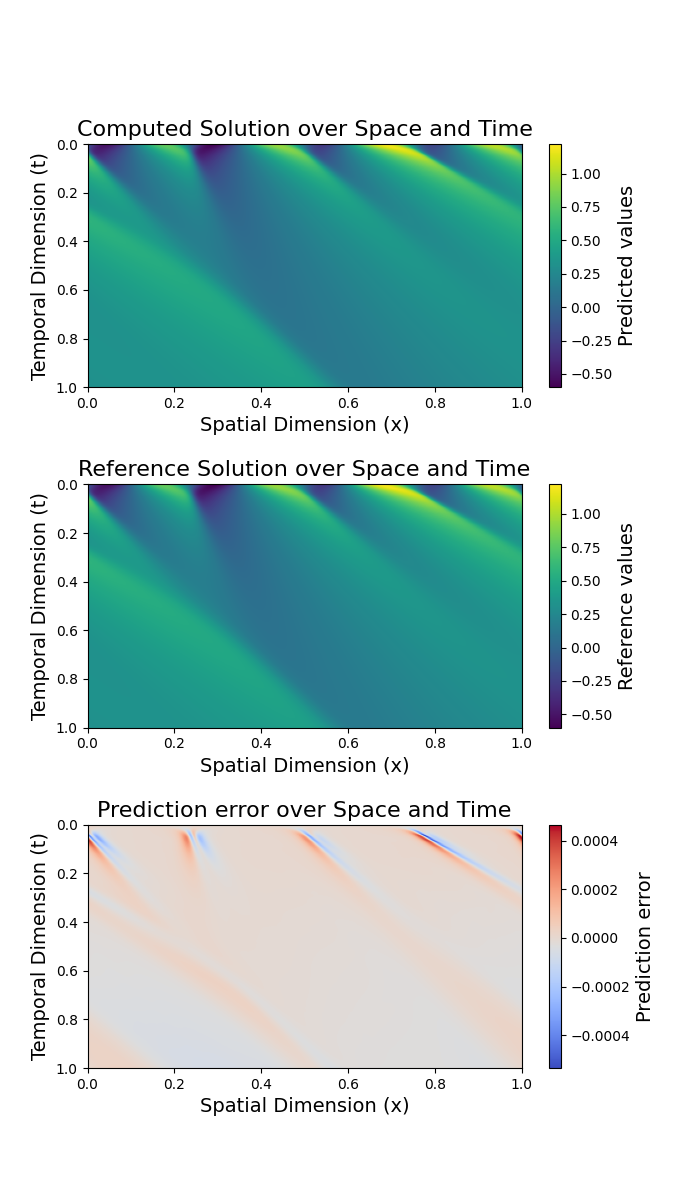 Computed Solution over Space and Time
0.0
0.2
0.4
0.6
0.8
1.0
Temporal Dimension (t)
0.0 0.2 0.4 0.6 0.8 1.0
Spatial Dimension (x)
1.00
0.75
0.50
0.25
0.00
−0.25
−0.50
Predicted values
Reference Solution over Space and Time
0.0
0.2
0.4
0.6
0.8
1.0
Temporal Dimension (t)
0.0 0.2 0.4 0.6 0.8 1.0
Spatial Dimension (x)
1.00
0.75
0.50
0.25
0.00
−0.25
−0.50
Reference values
Prediction error over Space and Time
0.0
0.2
0.4
0.6
0.8
1.0
Temporal Dimension (t)
0.0 0.2 0.4 0.6 0.8 1.0
Spatial Dimension (x)
0.0004
0.0002
0.0000
−0.0002
−0.0004
Prediction error